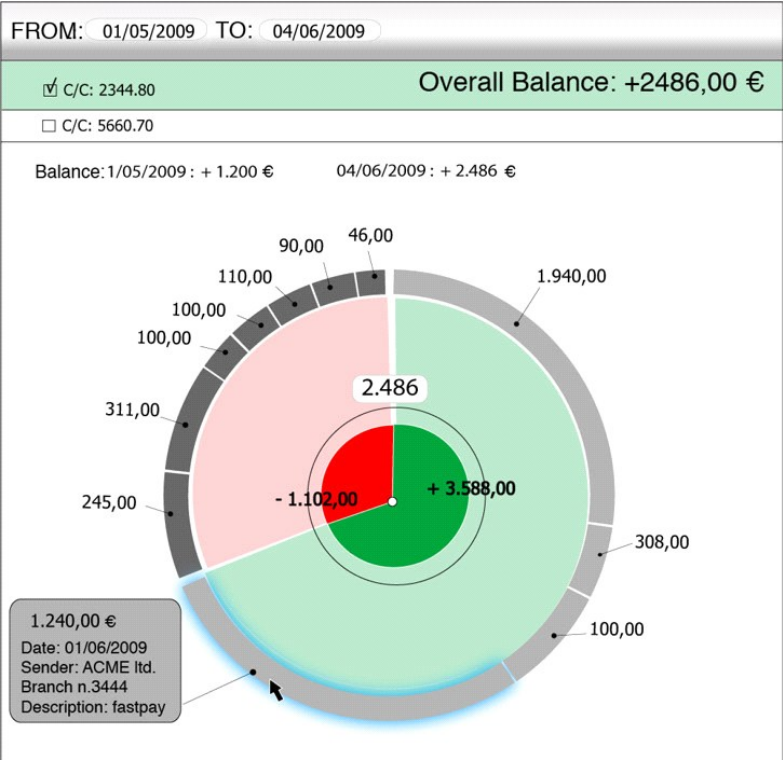 FROM: 01/05/2009 TO: 04/06/2009
C/C: 2344.80
Overall Balance: +2486,00 €
C/C: 5660.70
Balance:1/05/2009 : + 1.200 € 04/06/2009 : + 2.486 €
46,00
90,00
110,00
100,00
100,00
311,00
245,00
1.940,00
308,00
100,00
2.486
- 1.102,00
+ 3.588,00
1.240,00 €
Date: 01/06/2009
Sender: ACME ltd.
Branch n.3444
Description: fastpay